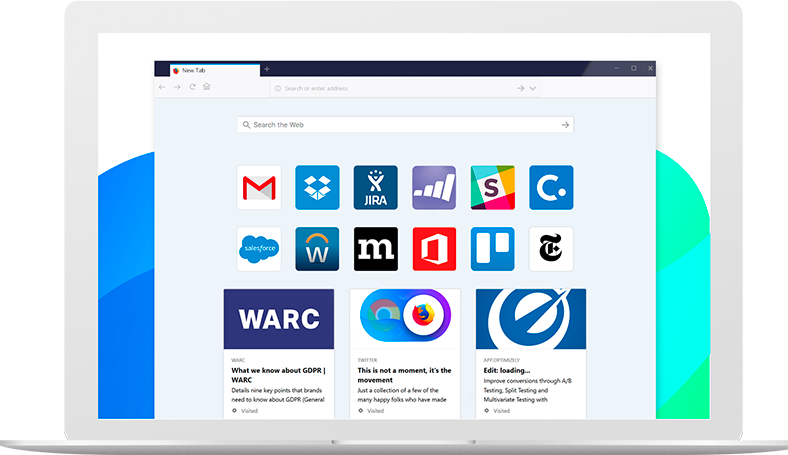 New Tab
Search or enter address
Search the Web
JIRA
S
C.
salesforce
W
m
T
WARC
WARC
What we know about GDPR |
WARC
Details nine key points that brands
need to know about GDPR (General
Visited
TWITTER
This is not a moment, it's the
movement
Just a collection of a few of the
many happy folks who have made
Visited
APP.OPTIMIZELY
Edit: loading...
Improve conversions through A/B
Testing, Split Testing and
Multivariate Testing with
Visited